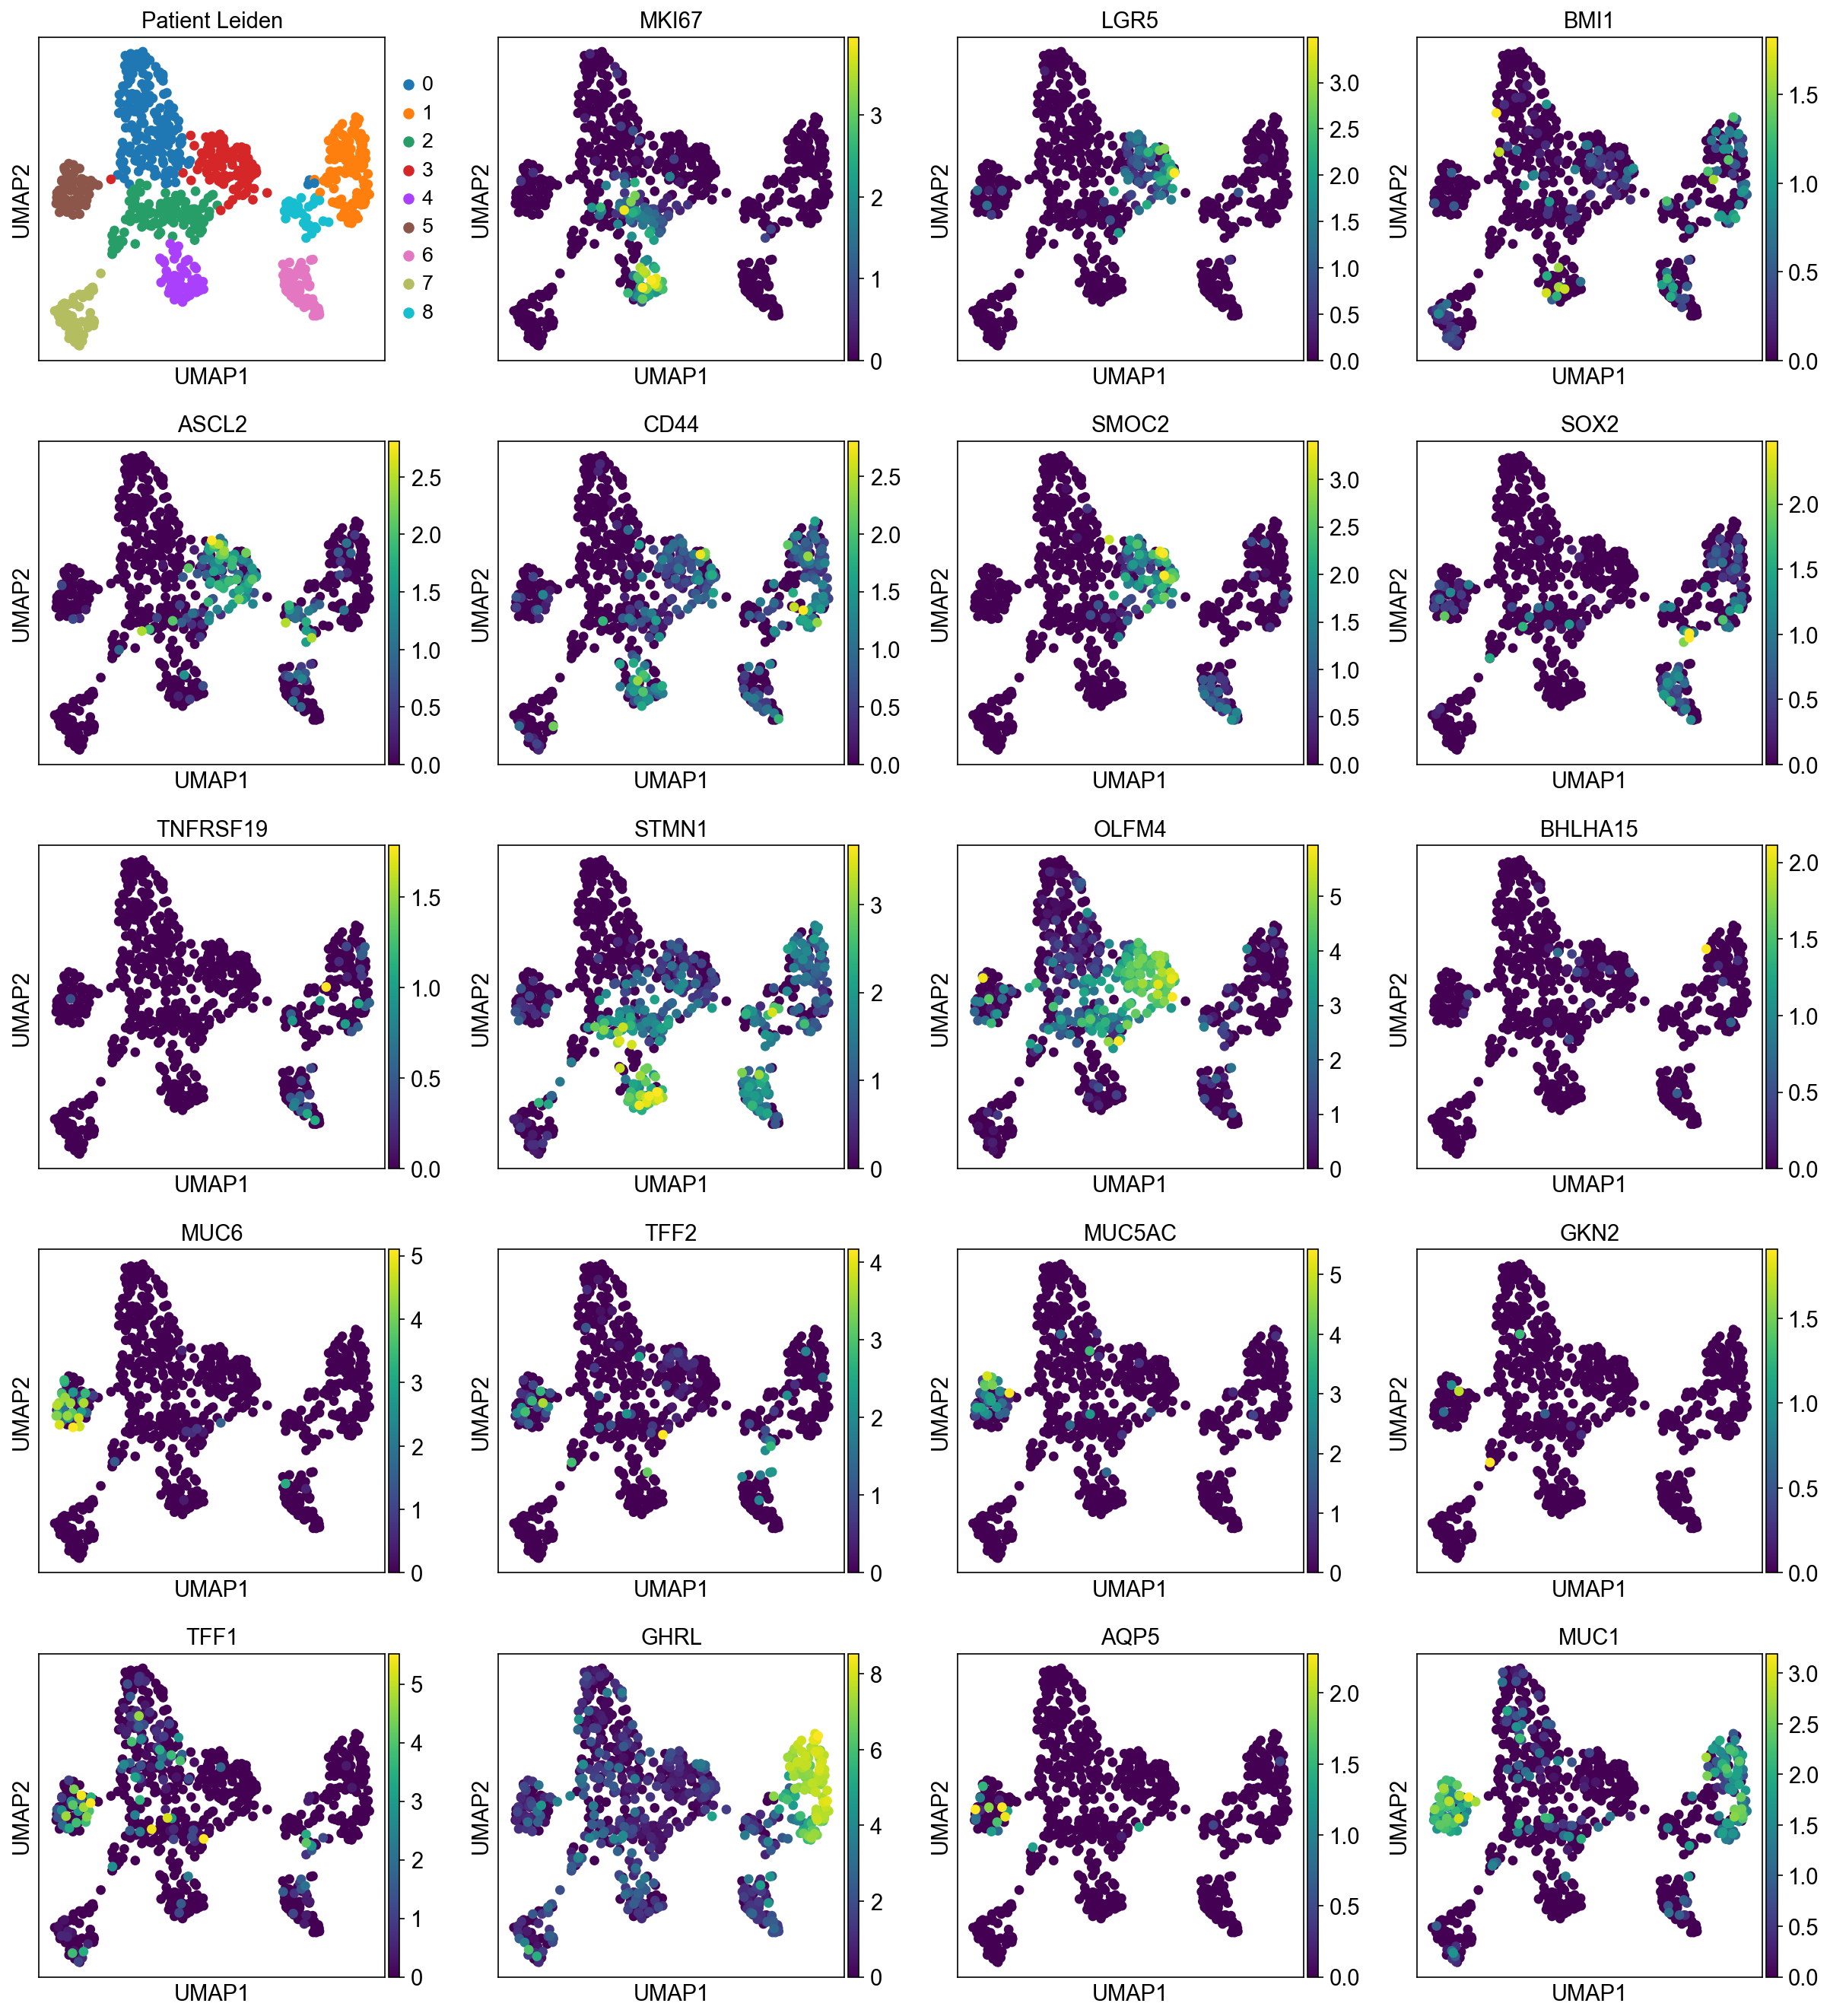 Patient Leiden
MKI67
LGR5
BMI1
UMAP2
UMAP1
0
1
2
3
4
5
6
7
8
UMAP2
UMAP1
3
2
1
0
UMAP2
UMAP1
3.0
2.5
2.0
1.5
1.0
0.5
0.0
UMAP2
UMAP1
1.5
1.0
0.5
0.0
ASCL2
CD44
SMOC2
SOX2
UMAP2
UMAP1
2.5
2.0
1.5
1.0
0.5
0.0
UMAP2
UMAP1
2.5
2.0
1.5
1.0
0.5
0.0
UMAP2
UMAP1
3.0
2.5
2.0
1.5
1.0
0.5
0.0
UMAP2
UMAP1
2.0
1.5
1.0
0.5
0.0
TNFRSF19
STMN1
OLFM4
BHLHA15
UMAP2
UMAP1
1.5
1.0
0.5
0.0
UMAP2
UMAP1
3
2
1
0
UMAP2
UMAP1
5
4
3
2
1
0
UMAP2
UMAP1
2.0
1.5
1.0
0.5
0.0
MUC6
TFF2
MUC5AC
GKN2
UMAP2
UMAP1
5
4
3
2
1
0
UMAP2
UMAP1
4
3
2
1
0
UMAP2
UMAP1
5
4
3
2
1
0
UMAP2
UMAP1
1.5
1.0
0.5
0.0
TFF1
GHRL
AQP5
MUC1
UMAP2
UMAP1
5
4
3
2
1
0
UMAP2
UMAP1
8
6
4
2
0
UMAP2
UMAP1
2.0
1.5
1.0
0.5
0.0
UMAP2
UMAP1
3.0
2.5
2.0
1.5
1.0
0.5
0.0